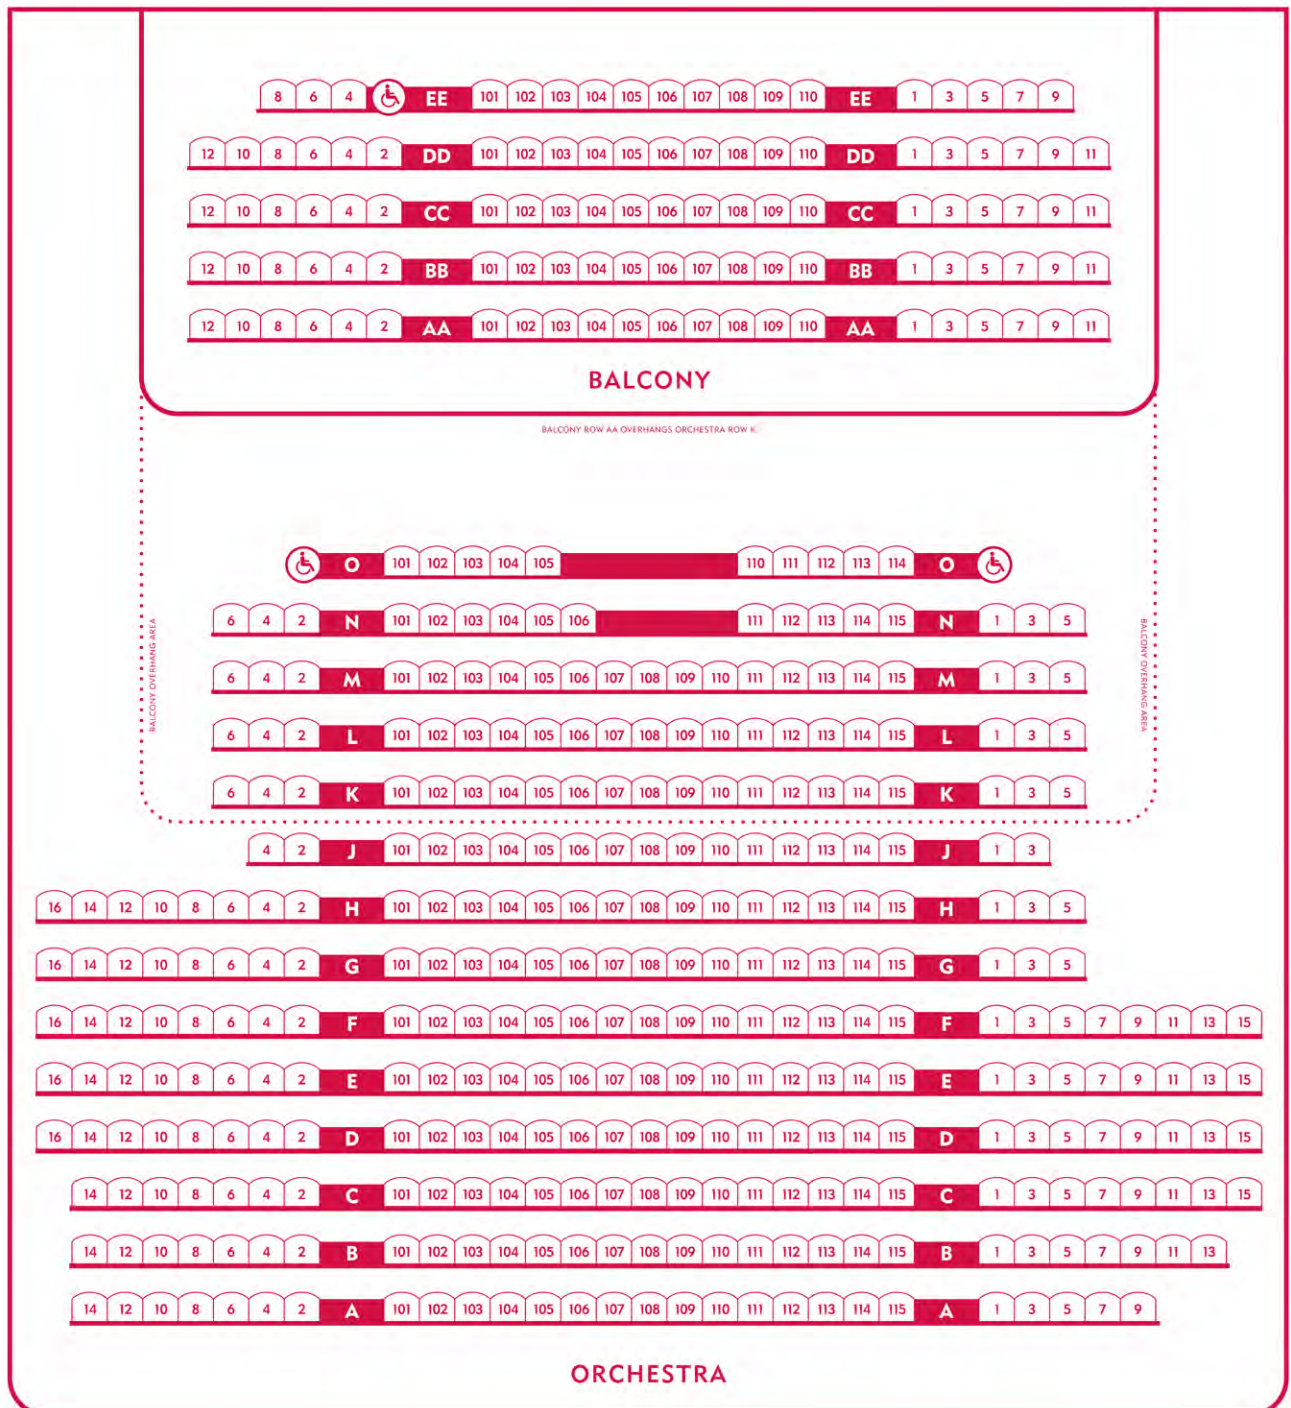 8 6 4 EE 101 102 103 104 105 106 107 108 109 110 EE 1 3 5 7 9
12 10 8 6 4 2 DD 101 102 103 104 105 106 107 108 109 110 DD 1 3 5 7 9 11
12 10 8 6 4 2 CC 101 102 103 104 105 106 107 108 109 110 CC 1 3 5 7 9 11
12 10 8 6 4 2 BB 101 102 103 104 105 106 107 108 109 110 BB 1 3 5 7 9 11
12 10 8 6 4 2 AA 101 102 103 104 105 106 107 108 109 110 AA 1 3 5 7 9 11
BALCONY
BALCONY ROW AA OVERHANGS ORCHESTRA ROW K
O 101 102 103 104 105 110 111 112 113 114 O
6 4 2 N 101 102 103 104 105 106 111 112 113 114 115 N 1 3 5
BALCONY OVERHANG AREA
BALCONY OVERHANG AREA
6 4 2 M 101 102 103 104 105 106 107 108 109 110 111 112 113 114 115 M 1 3 5
6 4 2 L 101 102 103 104 105 106 107 108 109 110 111 112 113 114 115 L 1 3 5
6 4 2 K 101 102 103 104 105 106 107 108 109 110 111 112 113 114 115 K 1 3 5
4 2 J 101 102 103 104 105 106 107 108 109 110 111 112 113 114 115 J 1 3
16 14 12 10 8 6 4 2 H 101 102 103 104 105 106 107 108 109 110 111 112 113 114 115 H 1 3 5
16 14 12 10 8 6 4 2 G 101 102 103 104 105 106 107 108 109 110 111 112 113 114 115 G 1 3 5
16 14 12 10 8 6 4 2 F 101 102 103 104 105 106 107 108 109 110 111 112 113 114 115 F 1 3 5 7 9 11 13 15
16 14 12 10 8 6 4 2 E 101 102 103 104 105 106 107 108 109 110 111 112 113 114 115 E 1 3 5 7 9 11 13 15
16 14 12 10 8 6 4 2 D 101 102 103 104 105 106 107 108 109 110 111 112 113 114 115 D 1 3 5 7 9 11 13 15
14 12 10 8 6 4 2 C 101 102 103 104 105 106 107 108 109 110 111 112 113 114 115 C 1 3 5 7 9 11 13 15
14 12 10 8 6 4 2 B 101 102 103 104 105 106 107 108 109 110 111 112 113 114 115 B 1 3 5 7 9 11 13
14 12 10 8 6 4 2 A 101 102 103 104 105 106 107 108 109 110 111 112 113 114 115 A 1 3 5 7 9
ORCHESTRA